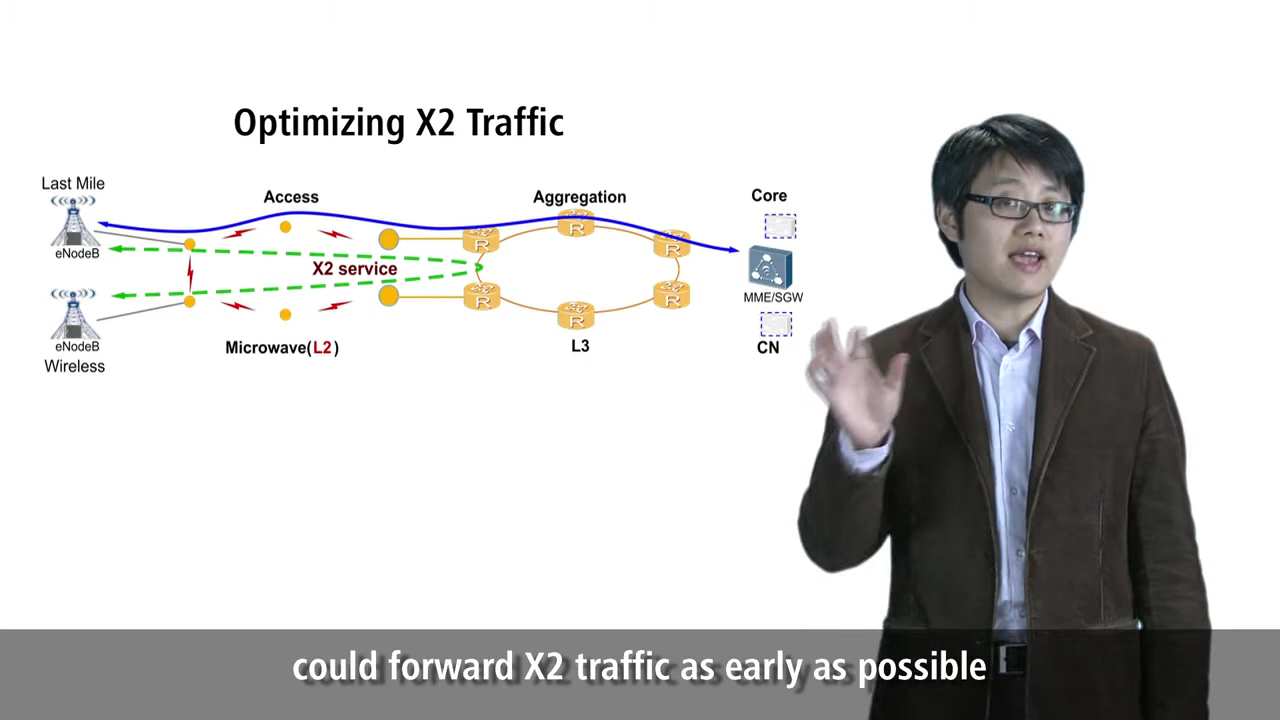 Optimizing X2 Traffic
Last Mile
Access
Aggregation
Core
eNodeB
R
R
R
X2 service
MME/SGW
R
R
R
eNodeB
Wireless
Microwave(L2)
L3
CN
could forward X2 traffic as early as possible